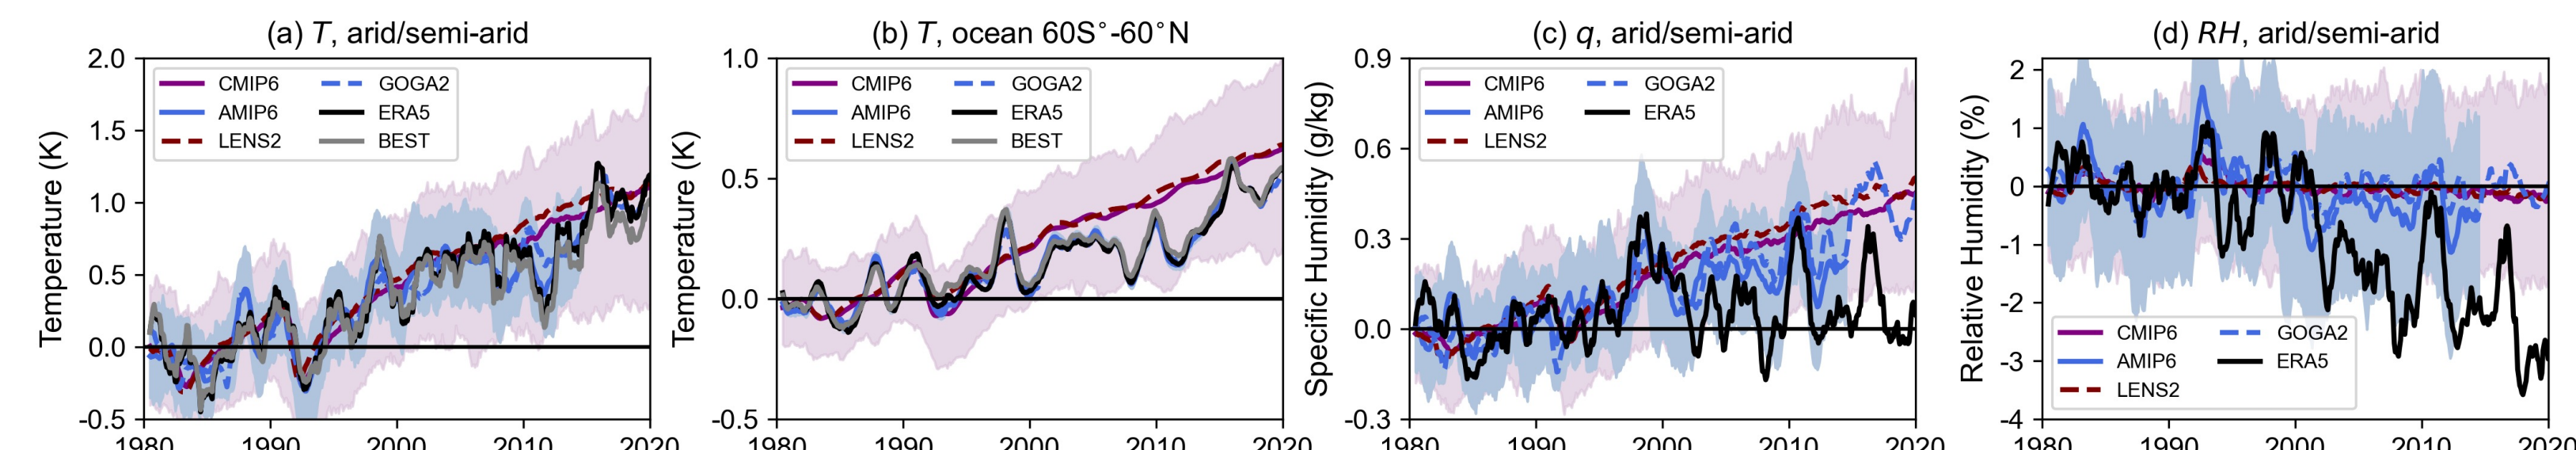 (a) T, arid/semi-arid
Temperature (K)
2.0
1.5
1.0
0.5
0.0
-0.5
CMIP6
AMIP6
LENS2
GOGA2
ERA5
BEST
1980
1990
2000
2010
2020
(b) T, ocean 60S°-60°N
Temperature (K)
1.0
0.5
0.0
-0.5
CMIP6
AMIP6
LENS2
GOGA2
ERA5
BEST
1980
1990
2000
2010
2020
(c) q, arid/semi-arid
Specific Humidity (g/kg)
0.9
0.6
0.3
0.0
-0.3
CMIP6
AMIP6
LENS2
GOGA2
ERA5
1980
1990
2000
2010
2020
(d) RH, arid/semi-arid
Relative Humidity (%)
2
1
0
-1
-2
-3
-4
CMIP6
AMIP6
LENS2
GOGA2
ERA5
1980
1990
2000
2010
2020